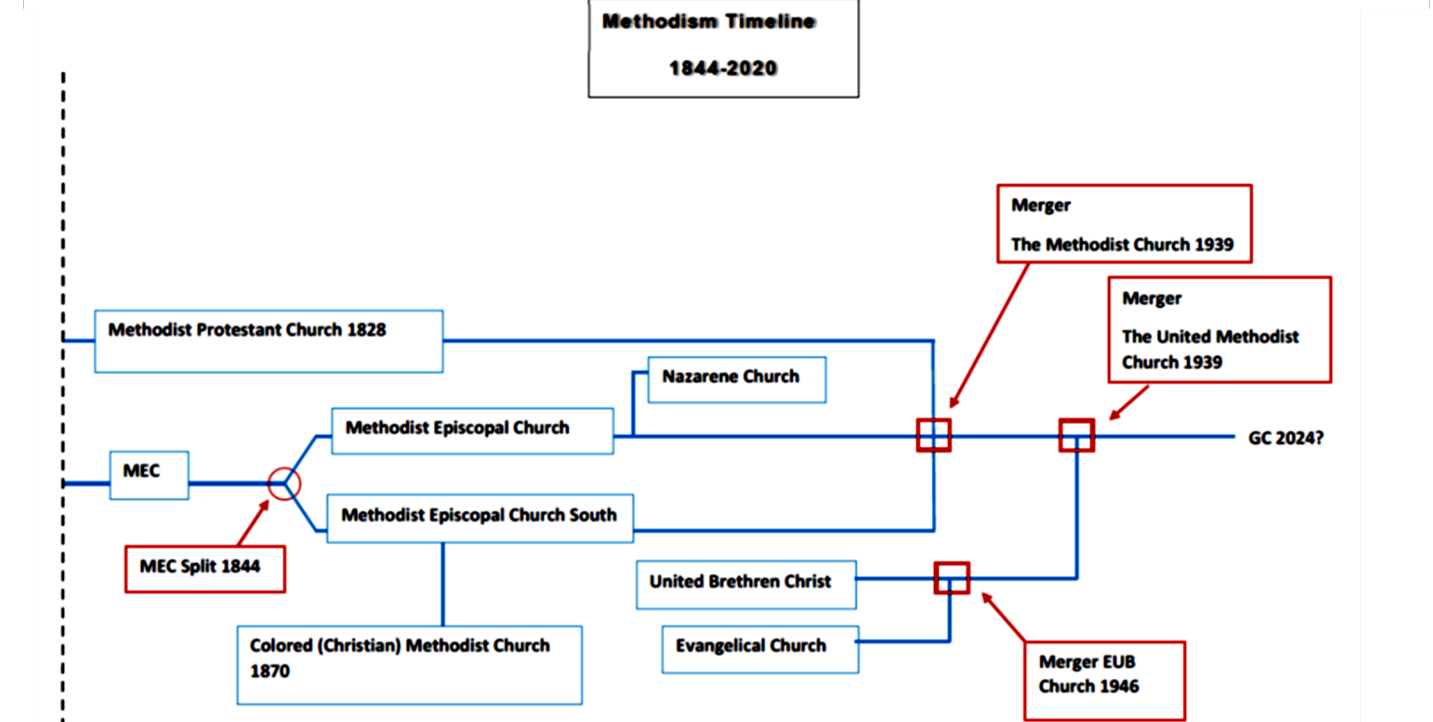 Methodism Timeline
1844-2020
Merger
The Methodist Church 1939
Merger
The United Methodist
Church 1939
Methodist Protestant Church 1828
Nazarene Church
Methodist Episcopal Church
GC 2024?
MEC
Methodist Episcopal Church South
MEC Split 1844
United Brethren Christ
Colored (Christian) Methodist Church
1870
Evangelical Church
Merger EUB
Church 1946